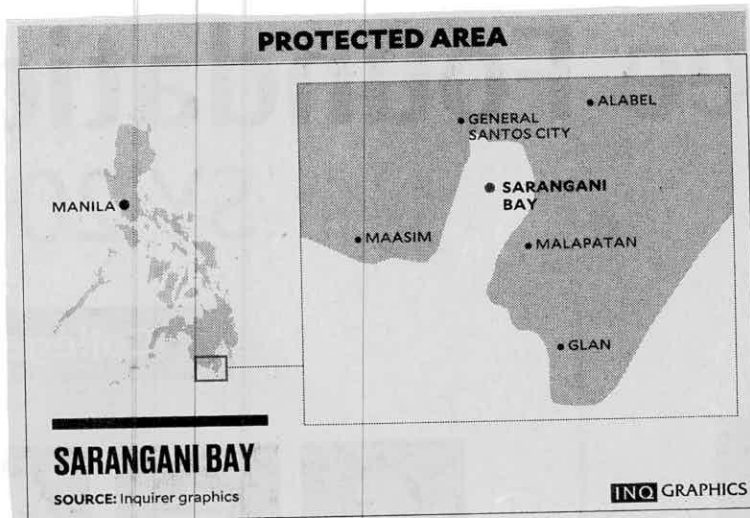 PROTECTED AREA
MANILA
GENERAL
SANTOS CITY
ALABEL
SARANGANI
BAY
MAASIM
MALAPATAN
GLAN
SARANGANI BAY
SOURCE: Inquirer graphics
INQ GRAPHICS